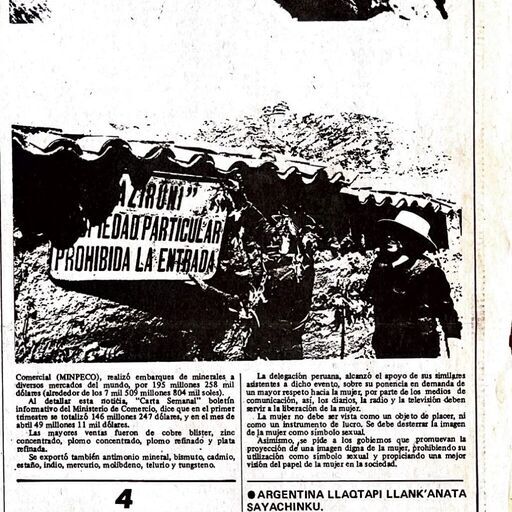 AZIRUNI"
PROPIEDAD PARTICULAR
PROHIBIDA LA ENTRADA
Comercial (MINPECO), realizó embarques de minerales a
diversos mercados del mundo, por 195 millones 258 mil
dólares (alrededor de los 7 mil 509 millones 804 mil soles).
Al detallar esta noticia, "Carta Semanal" boletín
informativo del Ministerio de Comercio, dice que en el primer
trimestre se totalizó 146 millones 247 dólares, y en el mes de
abril 49 millones 11 mil dólares.
Las mayores ventas fueron de cobre blister, zinc
concentrado, plomo concentrado, plomo refinado y plata
refinada.
Se exportó también antimonio mineral, bismuto, cadmio,
estaño, indio, mercurio, molibdeno, telurio y tungsteno.
4
La delegación peruana, alcanzó el apoyo de sus similares
asistentes a dicho evento, sobre su ponencia en demanda de
un mayor respeto hacia la mujer, por parte de los medios de
comunicación, así, los diarios, la radio y la televisión deben
servir a la liberación de la mujer.
La mujer no debe ser vista como un objeto de placer, ni
como un instrumento de lucro. Se debe desterrar la imagen
de la mujer como símbolo sexual.
Asimismo, se pide a los gobiernos que promuevan la
proyección de una imagen digna de la mujer, prohibiendo su
utilización como símbolo sexual y propiciando una mejor
visión del papel de la mujer en la sociedad.
● ARGENTINA LLAQTAPI LLANK'ANATA
SAYACHINKU.